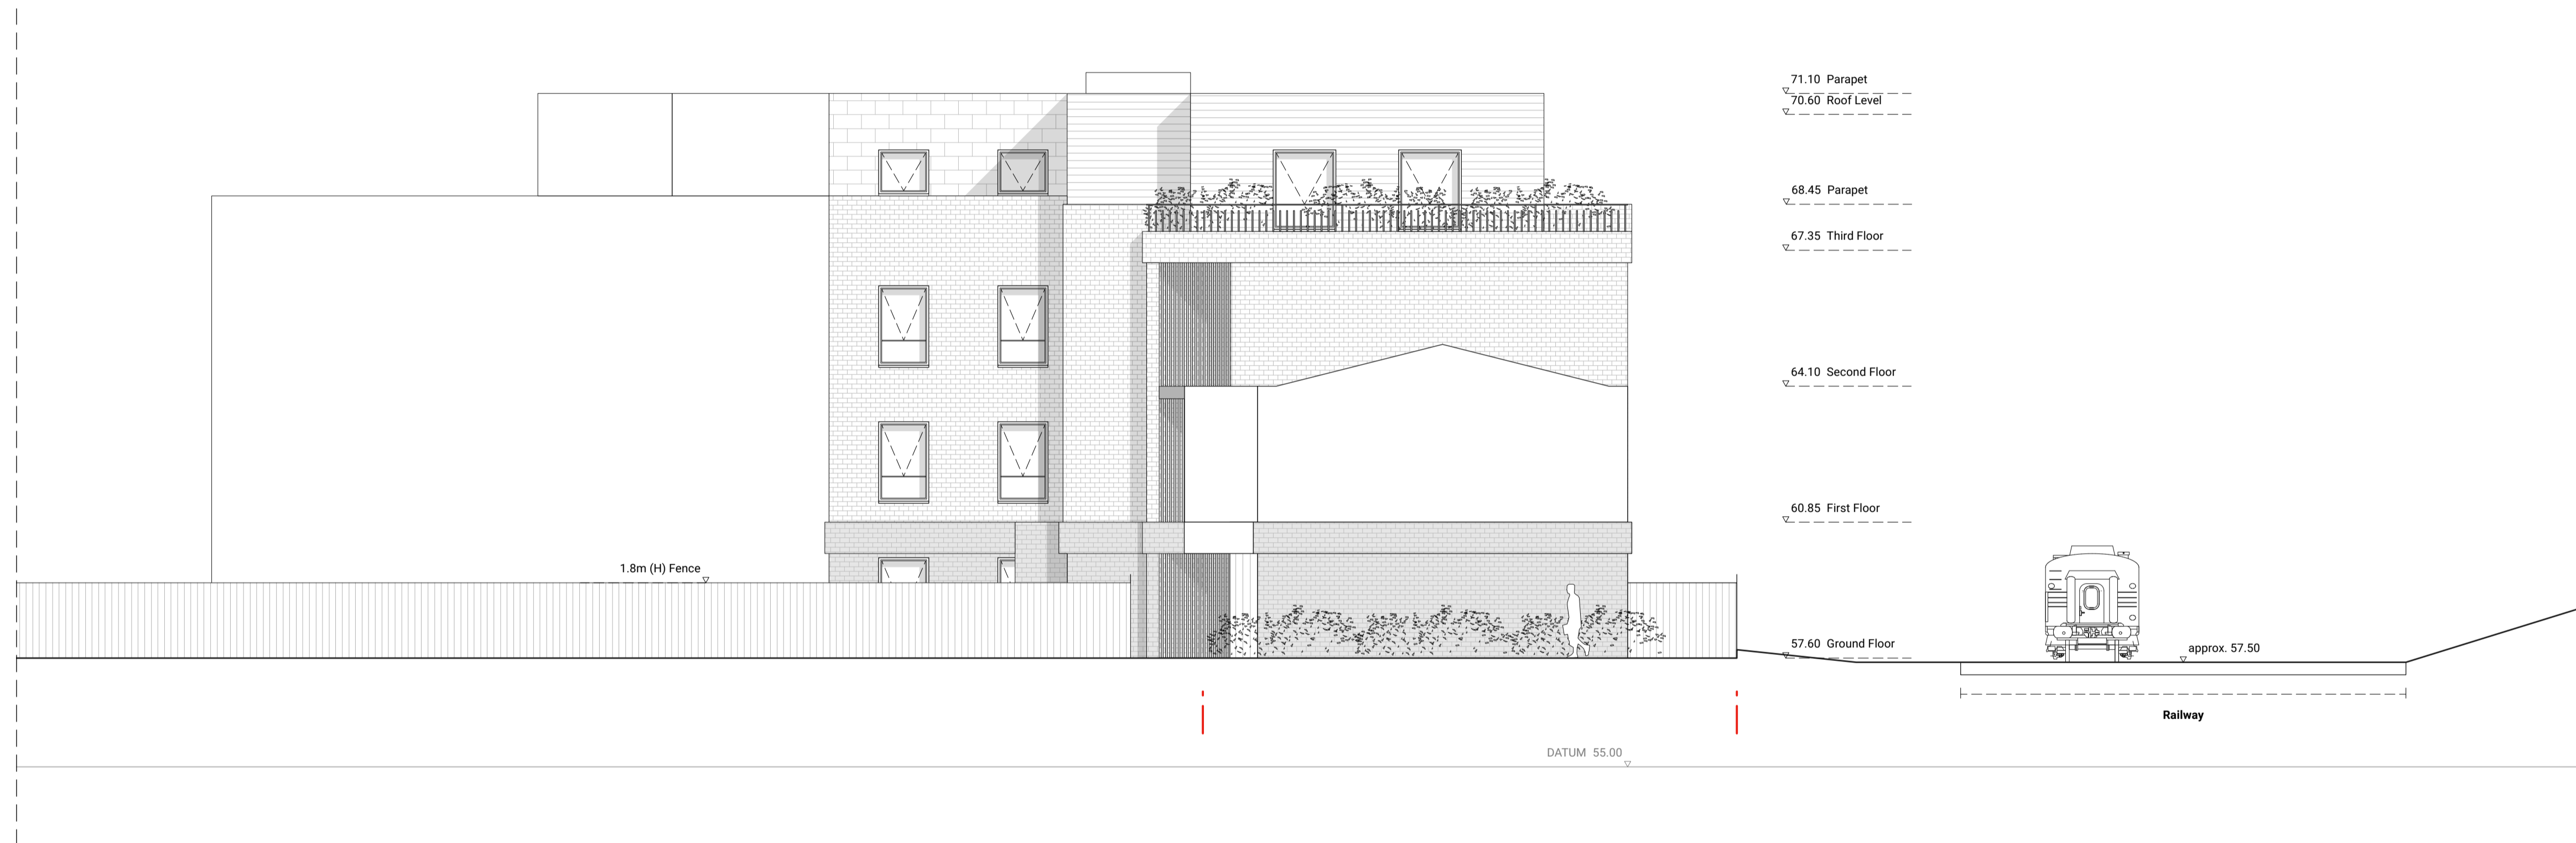 71.10 Parapet
70.60 Roof Level
68.45 Parapet
67.35 Third Floor
64.10 Second Floor
60.85 First Floor
1.8m (H) Fence
57.60 Ground Floor
approx. 57.50
Railway
DATUM 55.00